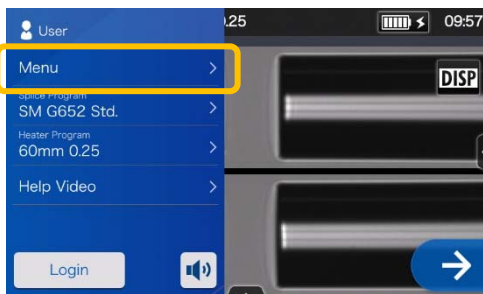 User
.25
09:57
Menu
DISP
Splice Program
SM G652 Std.
Heater Program
60mm 0.25
Help Video
Login